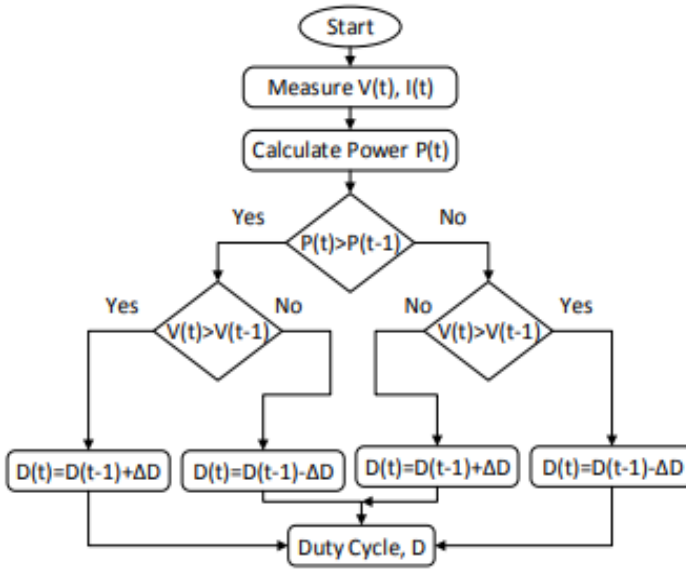 Start
Measure V(t), I(t)
Calculate Power P(t)
Yes
No
P(t)>P(t-1)
Yes
V(t)>V(t-1)
No
No
V(t)>V(t-1)
Yes
D(t)=D(t-1)+ΔD
D(t)=D(t-1)-ΔD
D(t)=D(t-1)+ΔD
D(t)=D(t-1)-ΔD
Duty Cycle, D